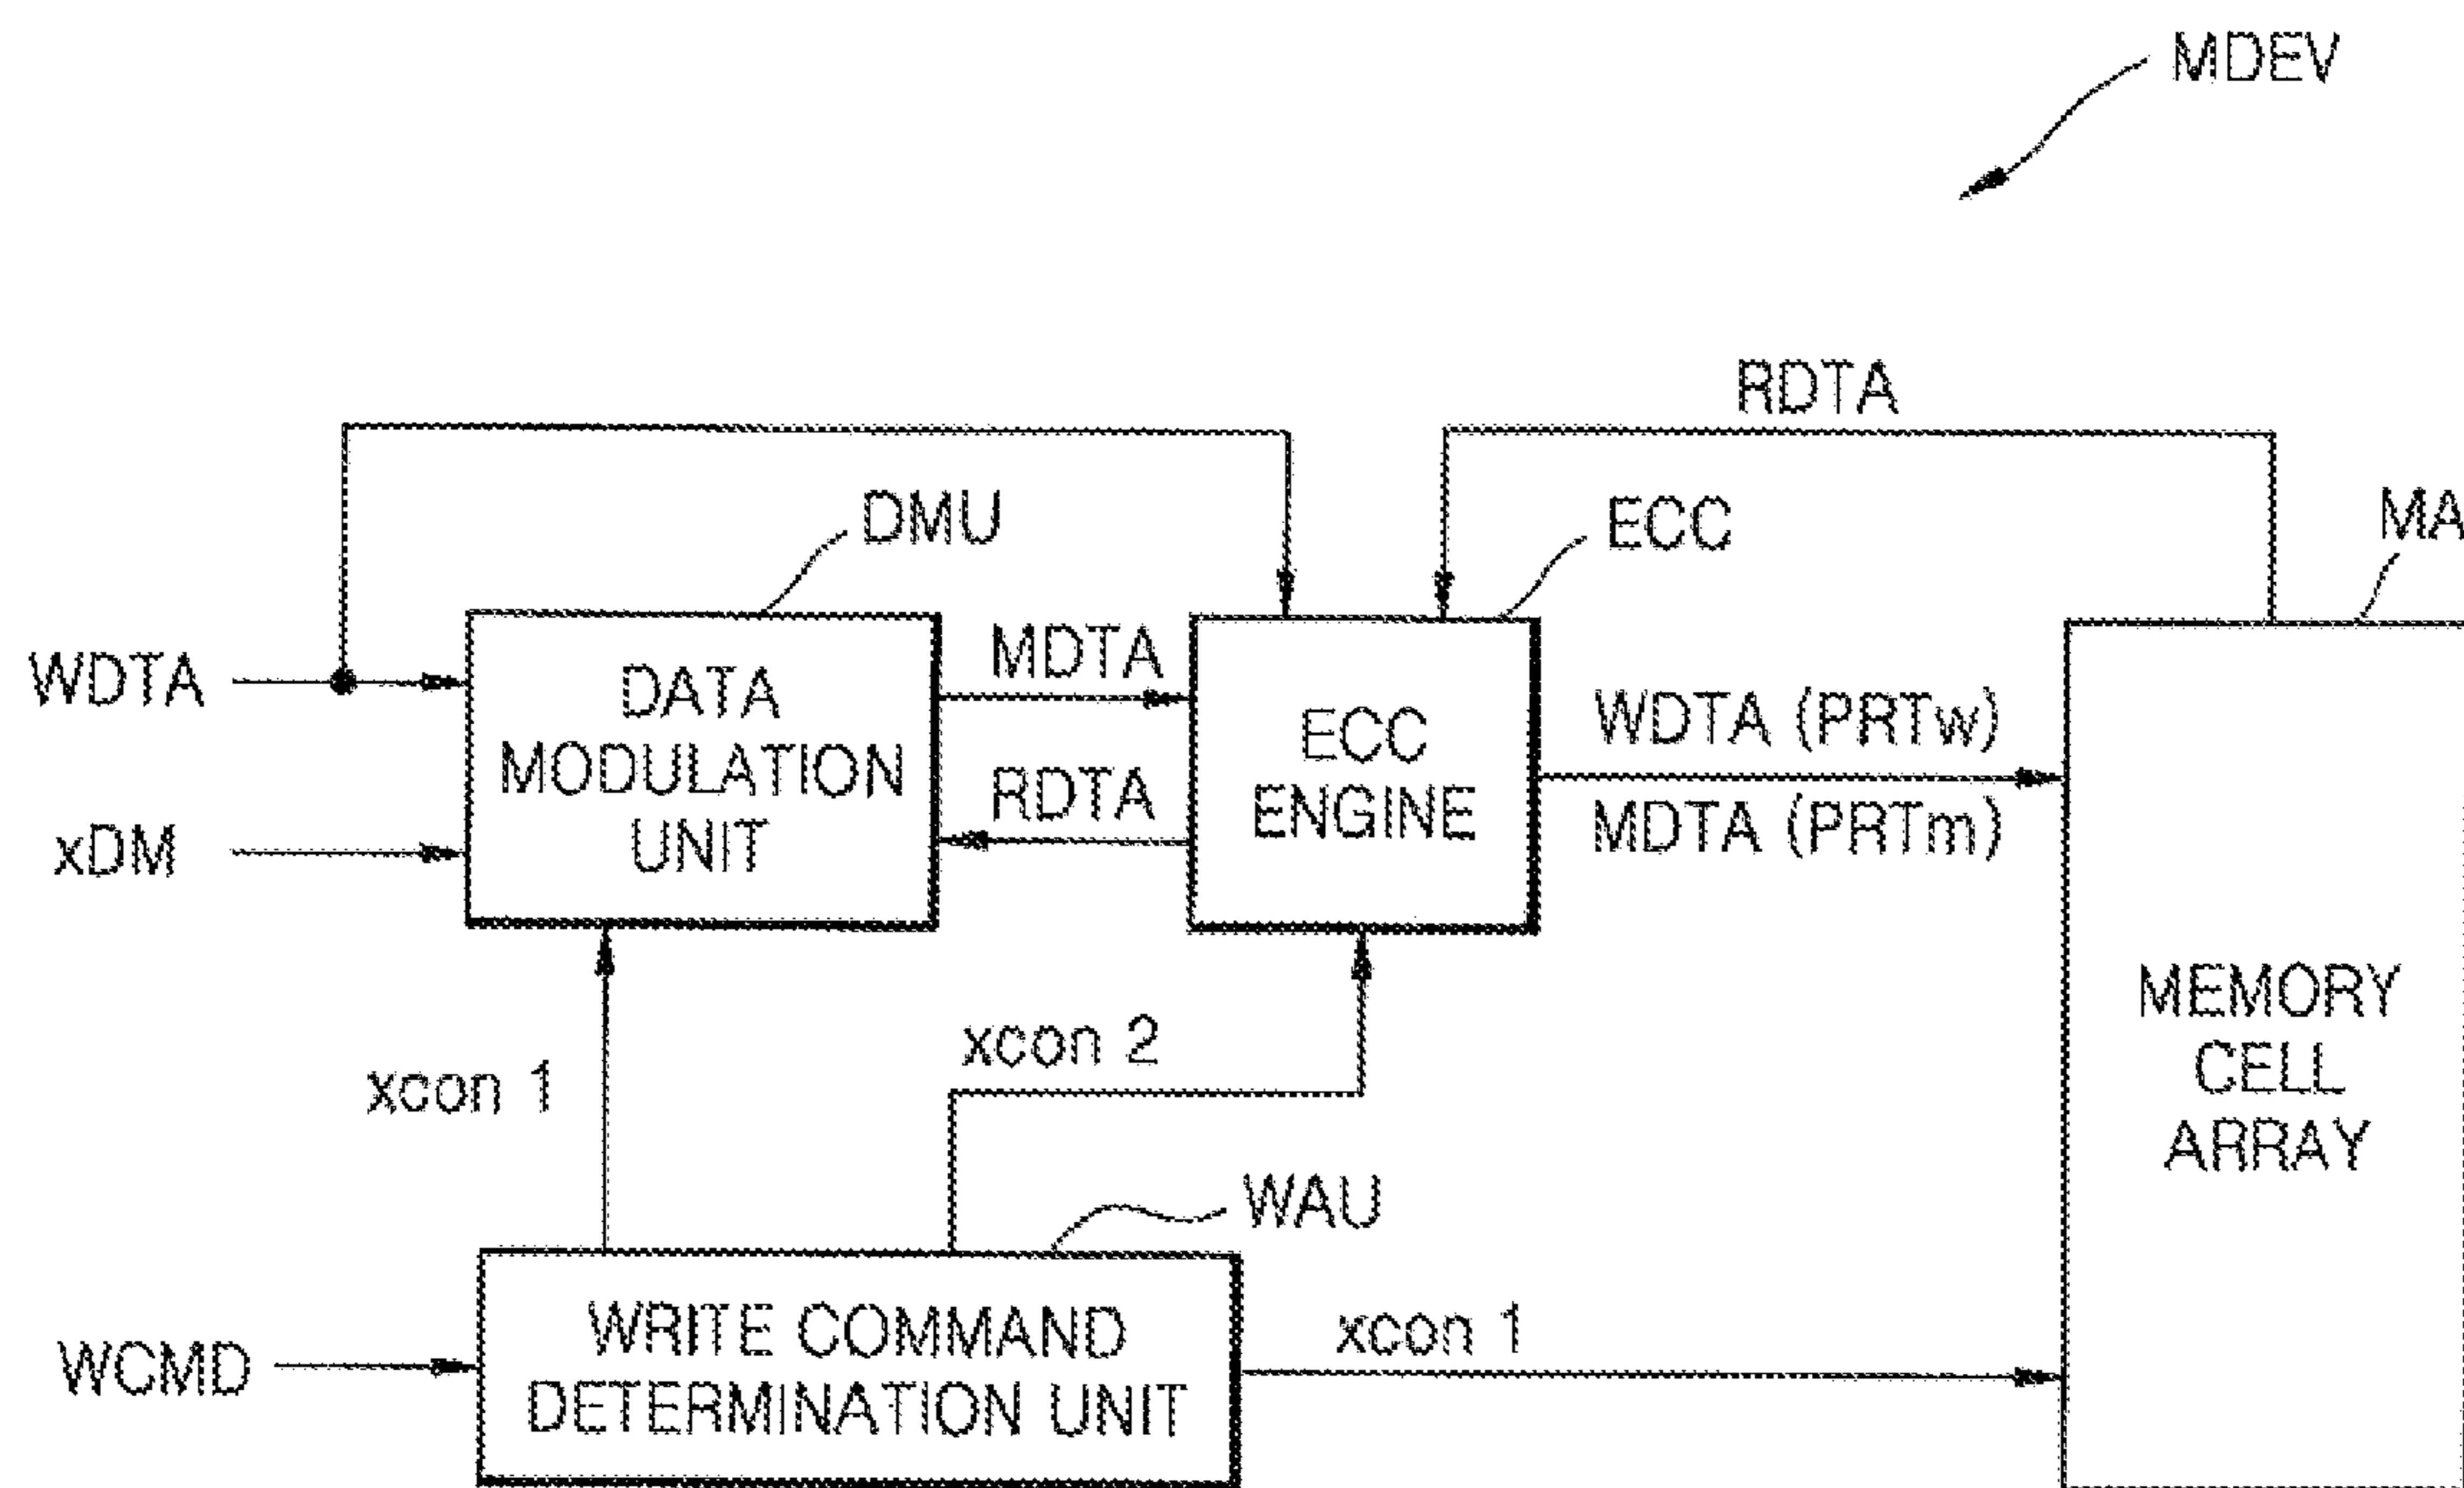 MDEV
RDTA
DMU
ECC
MA
WDTA
xDM
DATA
MODULATION
UNIT
MDTA
RDTA
ECC
ENGINE
WDTA (PRTw)
MDTA (PRTm)
MEMORY
CELL
ARRAY
xcon 1
xcon 2
WAU
WCMD
WRITE COMMAND
DETERMINATION UNIT
xcon 1